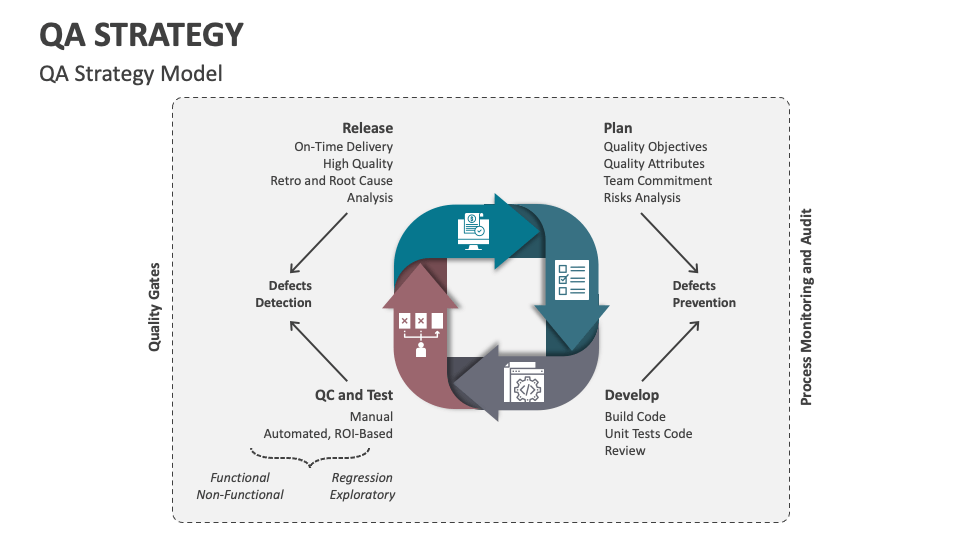 QA STRATEGY
QA Strategy Model
Release
On-Time Delivery
High Quality
Retro and Root Cause
Analysis
Plan
Quality Objectives
Quality Attributes
Team Commitment
Risks Analysis
Quality Gates
Defects
Detection
Defects
Prevention
Process Monitoring and Audit
QC and Test
Manual
Automated, ROI-Based
Functional
Non-Functional
Regression
Exploratory
Develop
Build Code
Unit Tests Code
Review